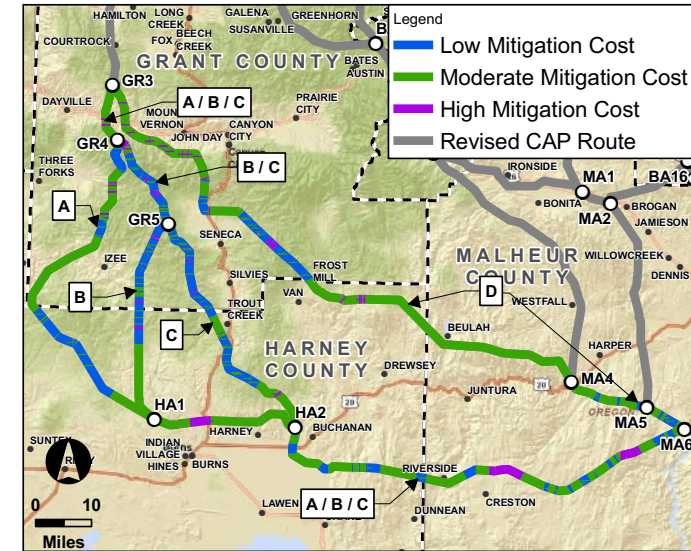 HAMILTON
LONG
CREEK
FOX
BEECH
CREEK
GALENA
SUSANVILLE
GREENHORN
COURTROCK
GRANT COUNTY
BATES
AUSTIN
Legend
Low Mitigation Cost
Moderate Mitigation Cost
High Mitigation Cost
Revised CAP Route
GR3
DAYVILLE
A / B / C
MOUNT
VERNON
PRAIRIE
CITY
JOHN DAY
CANYON
CITY
GR4
THREE
FORKS
B / C
A
GR5
SENECA
IZEE
SILVIES
FROST
MILL
VAN
B
C
TROUT
CREEK
IRONSIDE
26
MA1
BA16
BONITA
MA2
BROGAN
JAMIESON
MALHEUR
COUNTY
WILLOWCREEK
DENNIS
D
WESTFALL
BEULAH
HARPER
HARNEY
COUNTY
DREWSEY
MA4
JUNTURA
20
20
OREGON
MA5
MA6
HA1
HA2
HARNEY
BUCHANAN
SUNTEX
RILEY
INDIAN
VILLAGE
HINES
BURNS
RIVERSIDE
A / B / C
LAWEN
CRANE
CRESTON
DUNNEAN
0 10
Miles